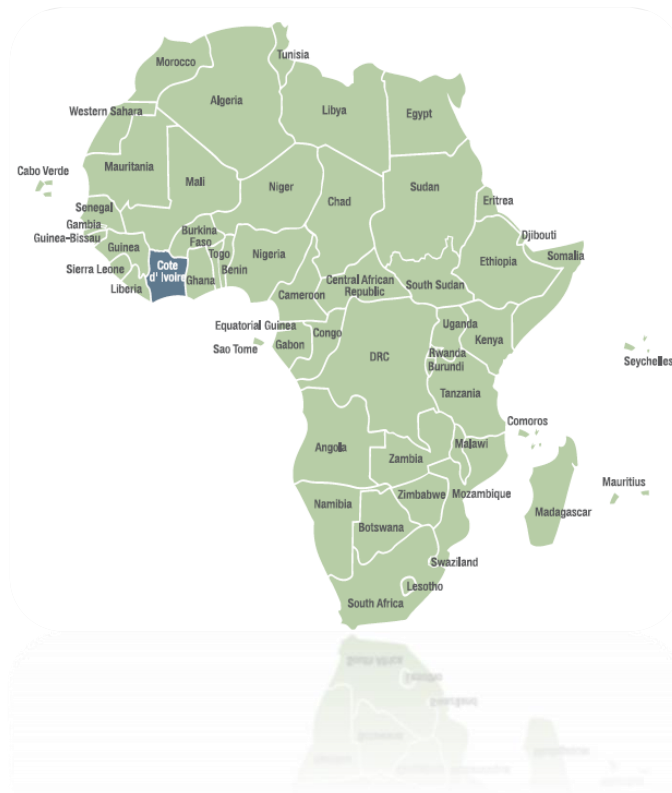 Tunisia
Morocco
Algeria
Libya
Egypt
Western Sahara
Mauritania
Cabo Verde
Mali
Niger
Chad
Sudan
Eritrea
Senegal
Gambia
Guinea-Bissau
Guinea
Burkina
Faso
Djibouti
Somalia
Togo
Benin
Nigeria
Ethiopia
Sierra Leone
Cote
d' Ivoire
Ghana
Liberia
Central African
Republic
South Sudan
Cameroon
Equatorial Guinea
Congo
Uganda
Kenya
Sao Tome
Gabon
DRC
Rwanda
Burundi
Seychelles
Tanzania
Comoros
Angola
Malawi
Zambia
Mauritius
Zimbabwe
Mozambique
Namibia
Madagascar
Botswana
Swaziland
Lesotho
South Africa